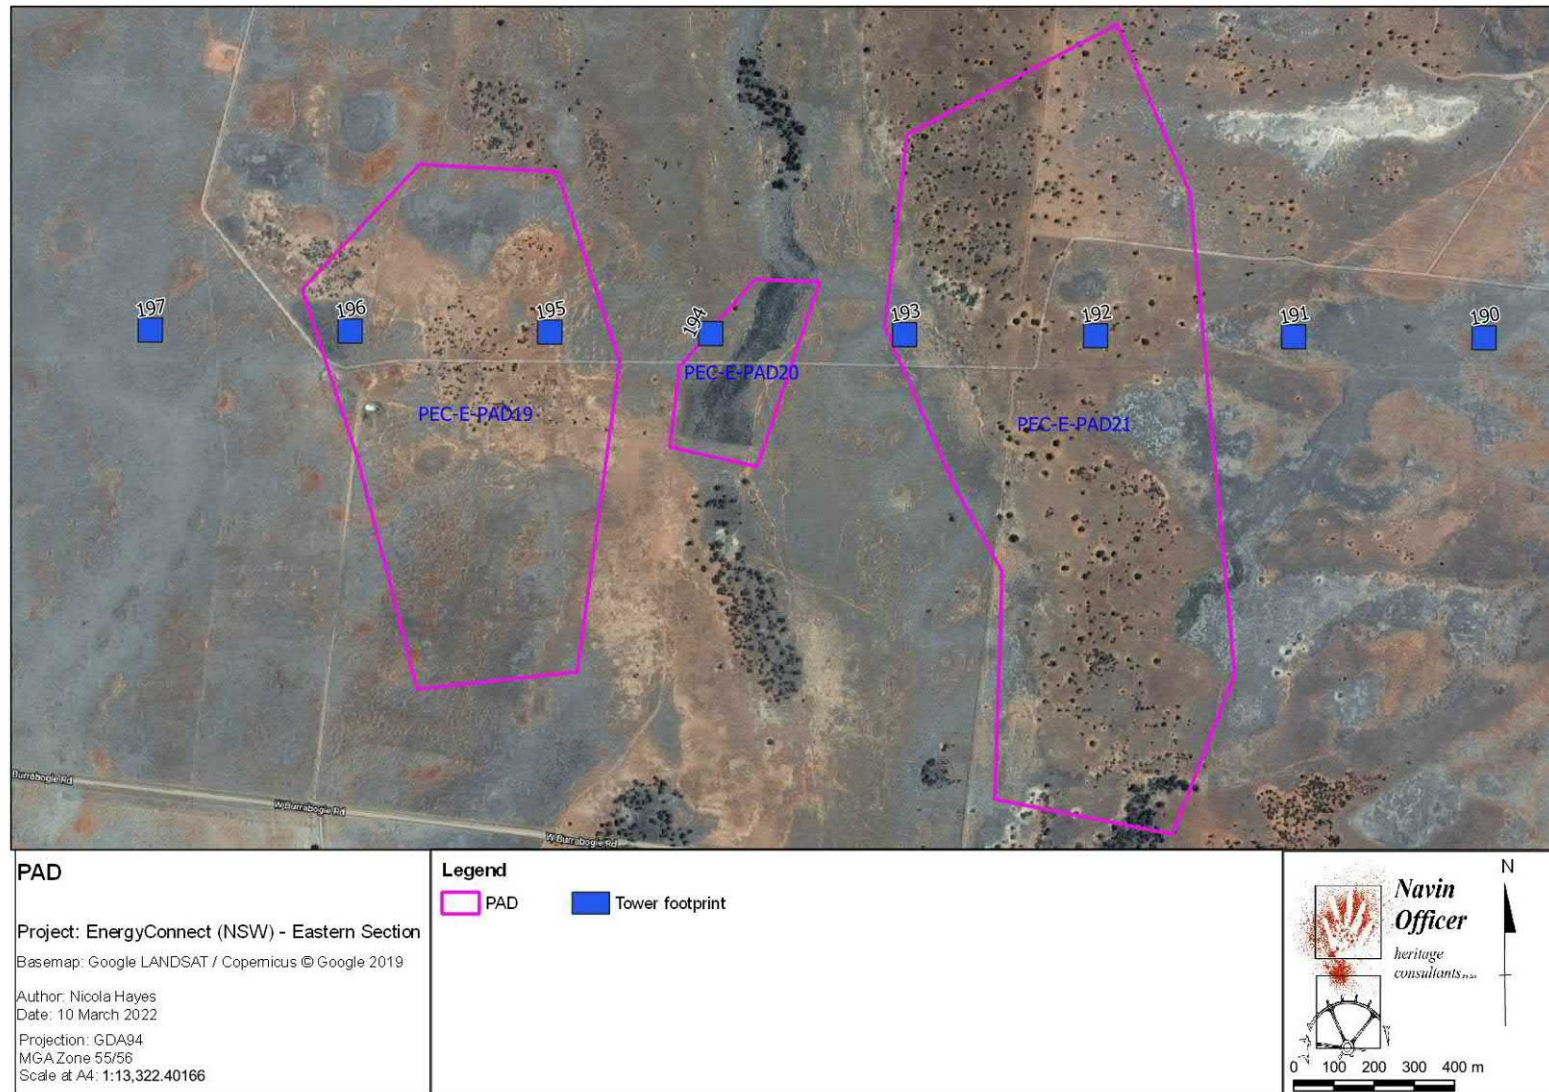 197
196
195
194
193
192
191
190
PEC-E-PAD20
PEC-E-PAD19
PEC-E-PAD21
Burrabogie Rd
W Burrabogie Rd
W Burrabogie Rd
PAD
Project: EnergyConnect (NSW) - Eastern Section
Basemap: Google LANDSAT / Copernicus © Google 2019
Author: Nicola Hayes
Date: 10 March 2022
Projection: GDA94
MGA Zone 55/56
Scale at A4: 1:13,322.40166
Legend
PAD
Tower footprint
Navin
Officer
heritage
consultants
N
0 100 200 300 400 m